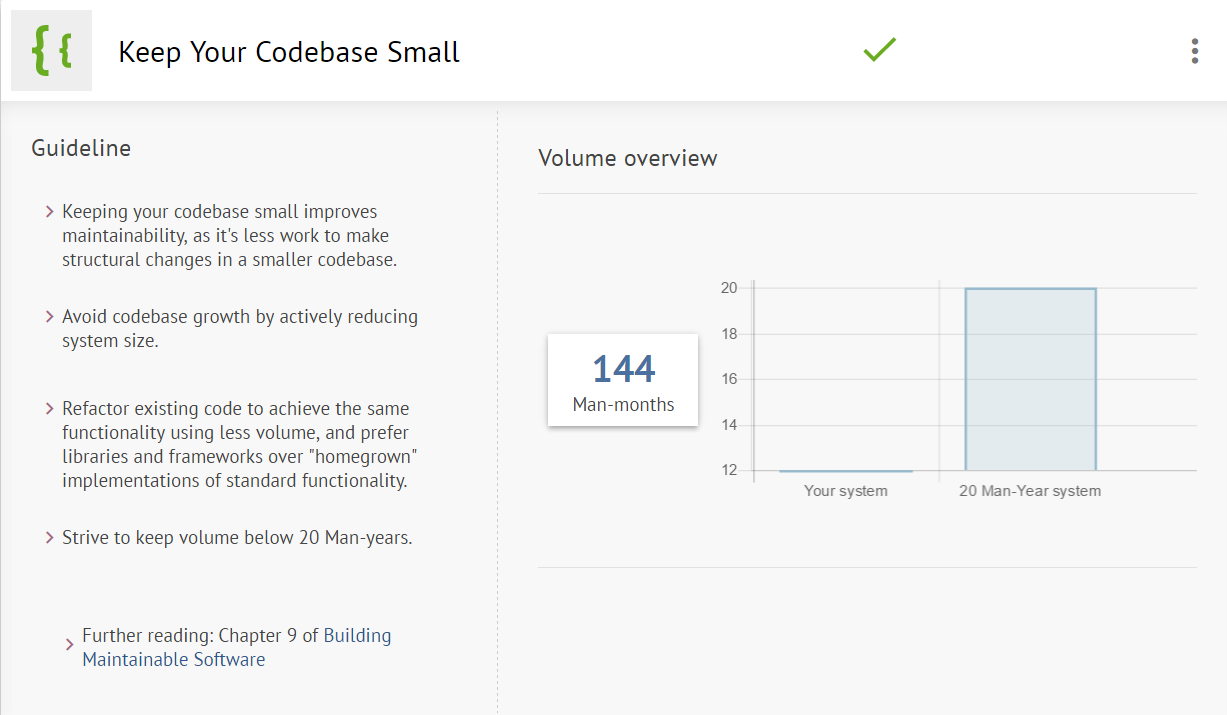 Keep Your Codebase Small
Guideline
Keeping your codebase small improves
maintainability, as it's less work to make
structural changes in a smaller codebase.
Avoid codebase growth by actively reducing
system size.
Refactor existing code to achieve the same
functionality using less volume, and prefer
libraries and frameworks over "homegrown"
implementations of standard functionality.
Strive to keep volume below 20 Man-years.
Further reading: Chapter 9 of Building
Maintainable Software
Volume overview
144
Man-months
20
18
16
14
12
Your system
20 Man-Year system